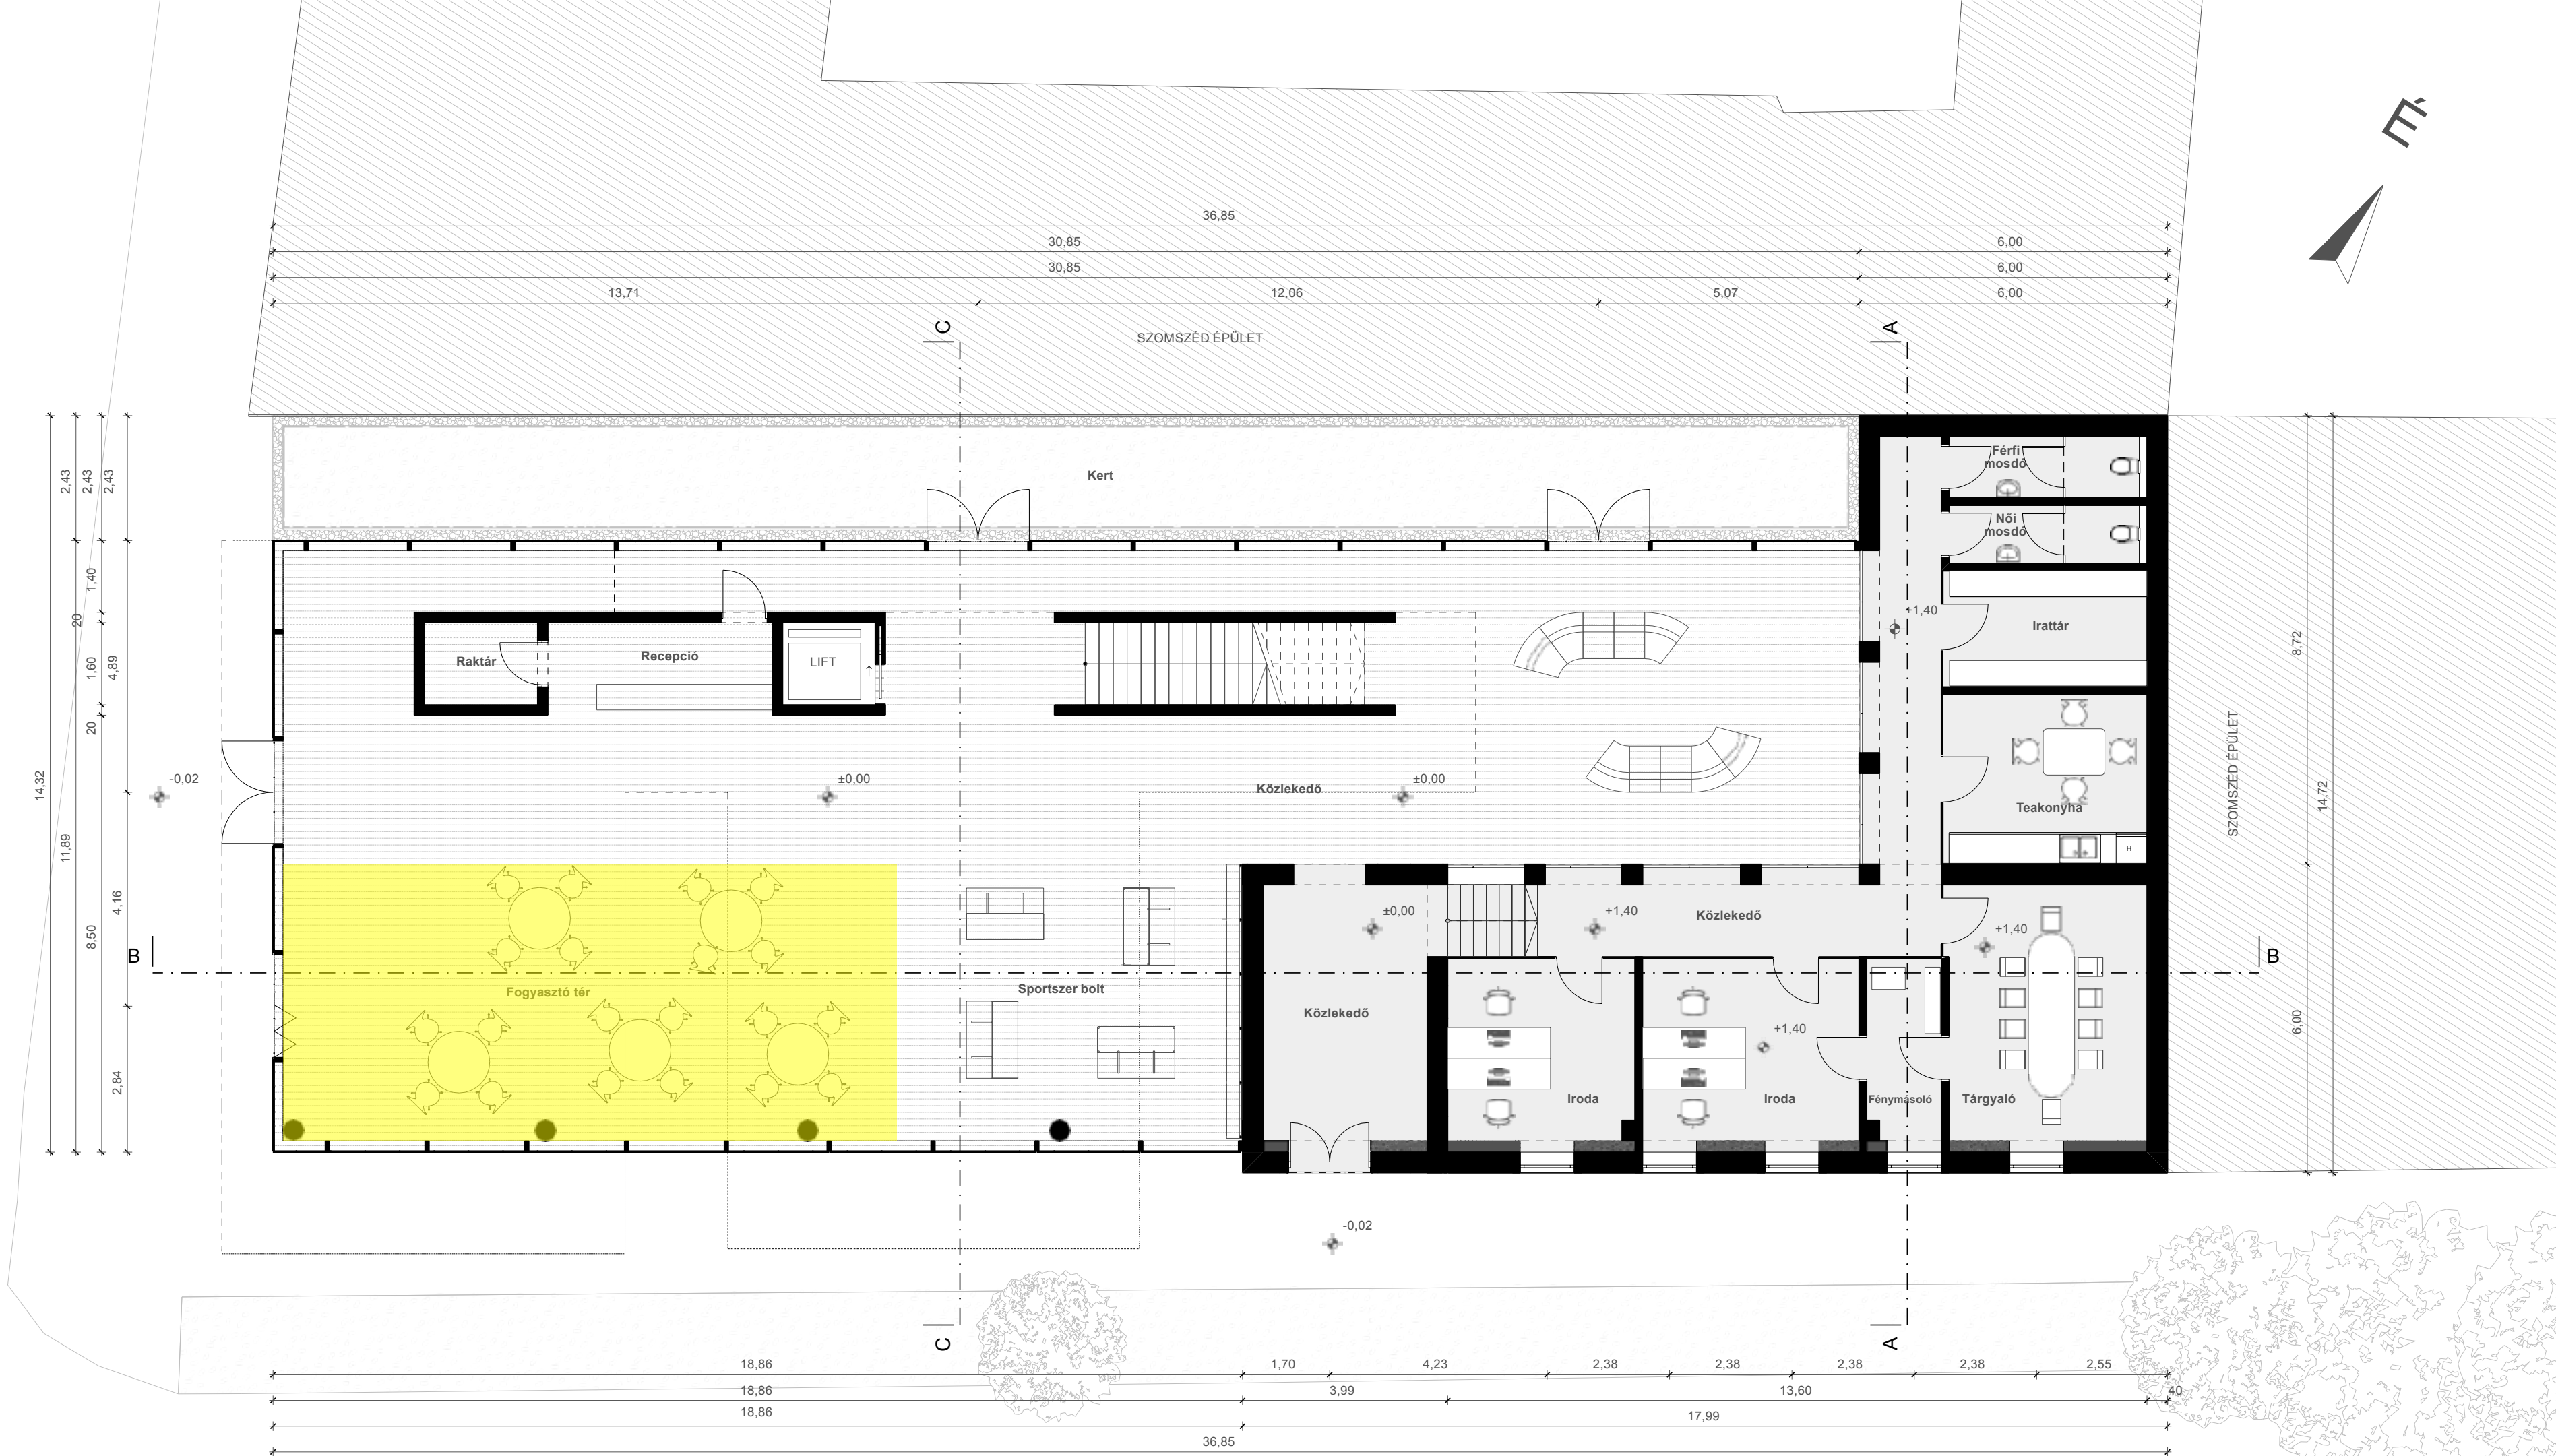 É
36,85
30,85
6,00
30,85
6,00
13,71
12,06
5,07
6,00
C
A
SZOMSZÉD ÉPÜLET
2,43
2,43
2,43
Kert
Férfi
mosdó
Női
mosdó
1,40
20
+1,40
Irattár
8,72
Raktár
Recepció
LIFT
1,60
4,89
20
14,32
-0,02
±0,00
±0,00
Közlekedő
Teakonyha
H
SZOMSZÉD ÉPÜLET
14,72
11,89
4,16
8,50
±0,00
+1,40
Közlekedő
+1,40
B
B
Fogyasztó tér
Sportszer bolt
Közlekedő
+1,40
6,00
2,84
Iroda
Iroda
Fénymásoló
Tárgyaló
-0,02
C
A
18,86
1,70
4,23
2,38
2,38
2,38
2,38
2,55
18,86
3,99
13,60
40
18,86
17,99
36,85